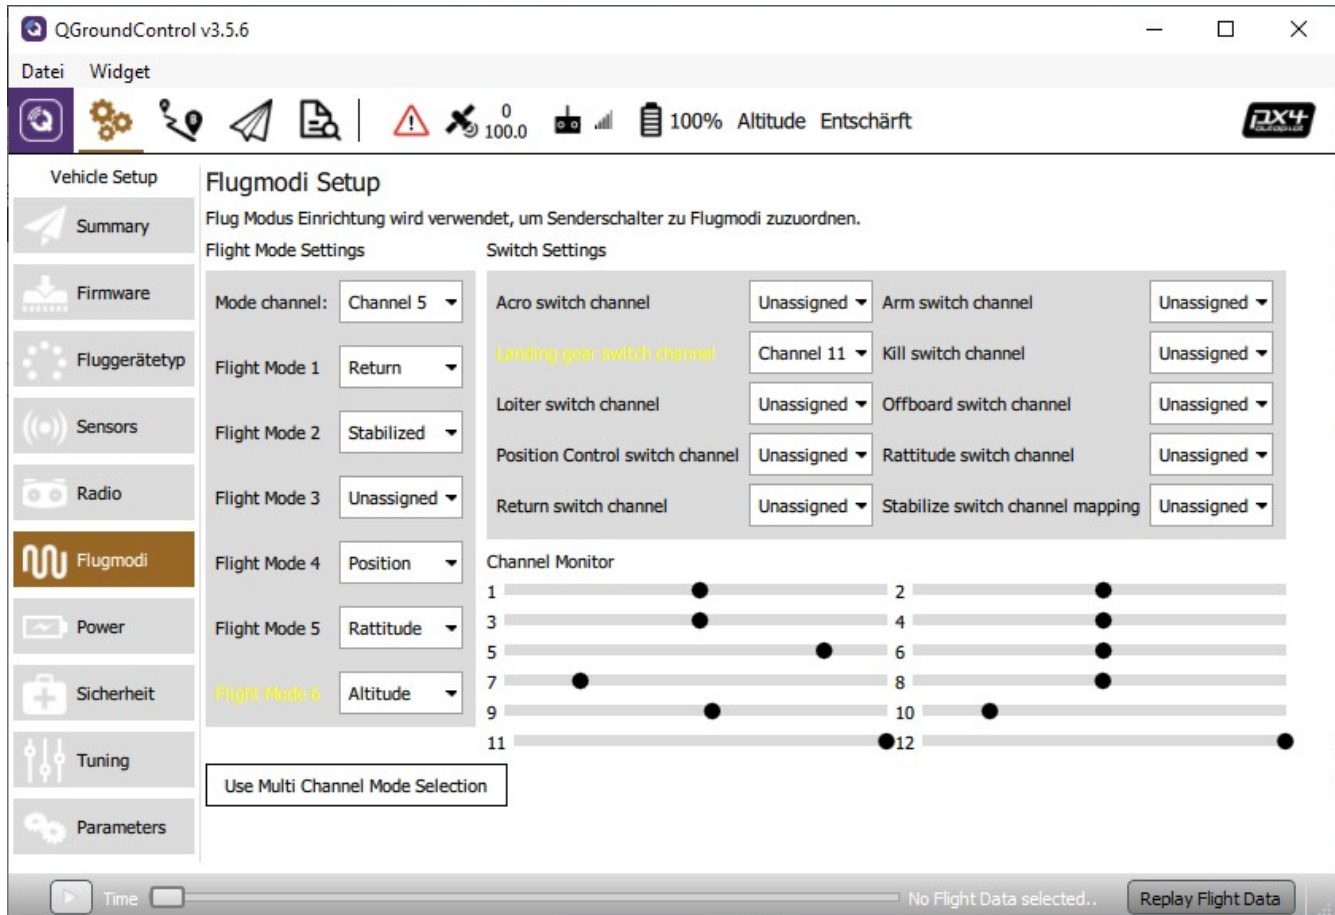 QGroundControl v3.5.6
Datei Widget
0
100.0
100% Altitude Entschärft
px4
autopilot
Vehicle Setup
Summary
Firmware
Fluggerätetyp
Sensors
Radio
Flugmodi
Power
Sicherheit
Tuning
Parameters
Flugmodi Setup
Flug Modus Einrichtung wird verwendet, um Senderschalter zu Flugmodi zuzuordnen.
Flight Mode Settings
Mode channel: Channel 5
Flight Mode 1 Return
Flight Mode 2 Stabilized
Flight Mode 3 Unassigned
Flight Mode 4 Position
Flight Mode 5 Rattitude
Flight Mode 6 Altitude
Use Multi Channel Mode Selection
Switch Settings
Acro switch channel Unassigned Arm switch channel Unassigned
Landing gear switch channel Channel 11 Kill switch channel Unassigned
Loiter switch channel Unassigned Offboard switch channel Unassigned
Position Control switch channel Unassigned Rattitude switch channel Unassigned
Return switch channel Unassigned Stabilize switch channel mapping Unassigned
Channel Monitor
1 2
3 4
5 6
7 8
9 10
11 12
Time No Flight Data selected.. Replay Flight Data